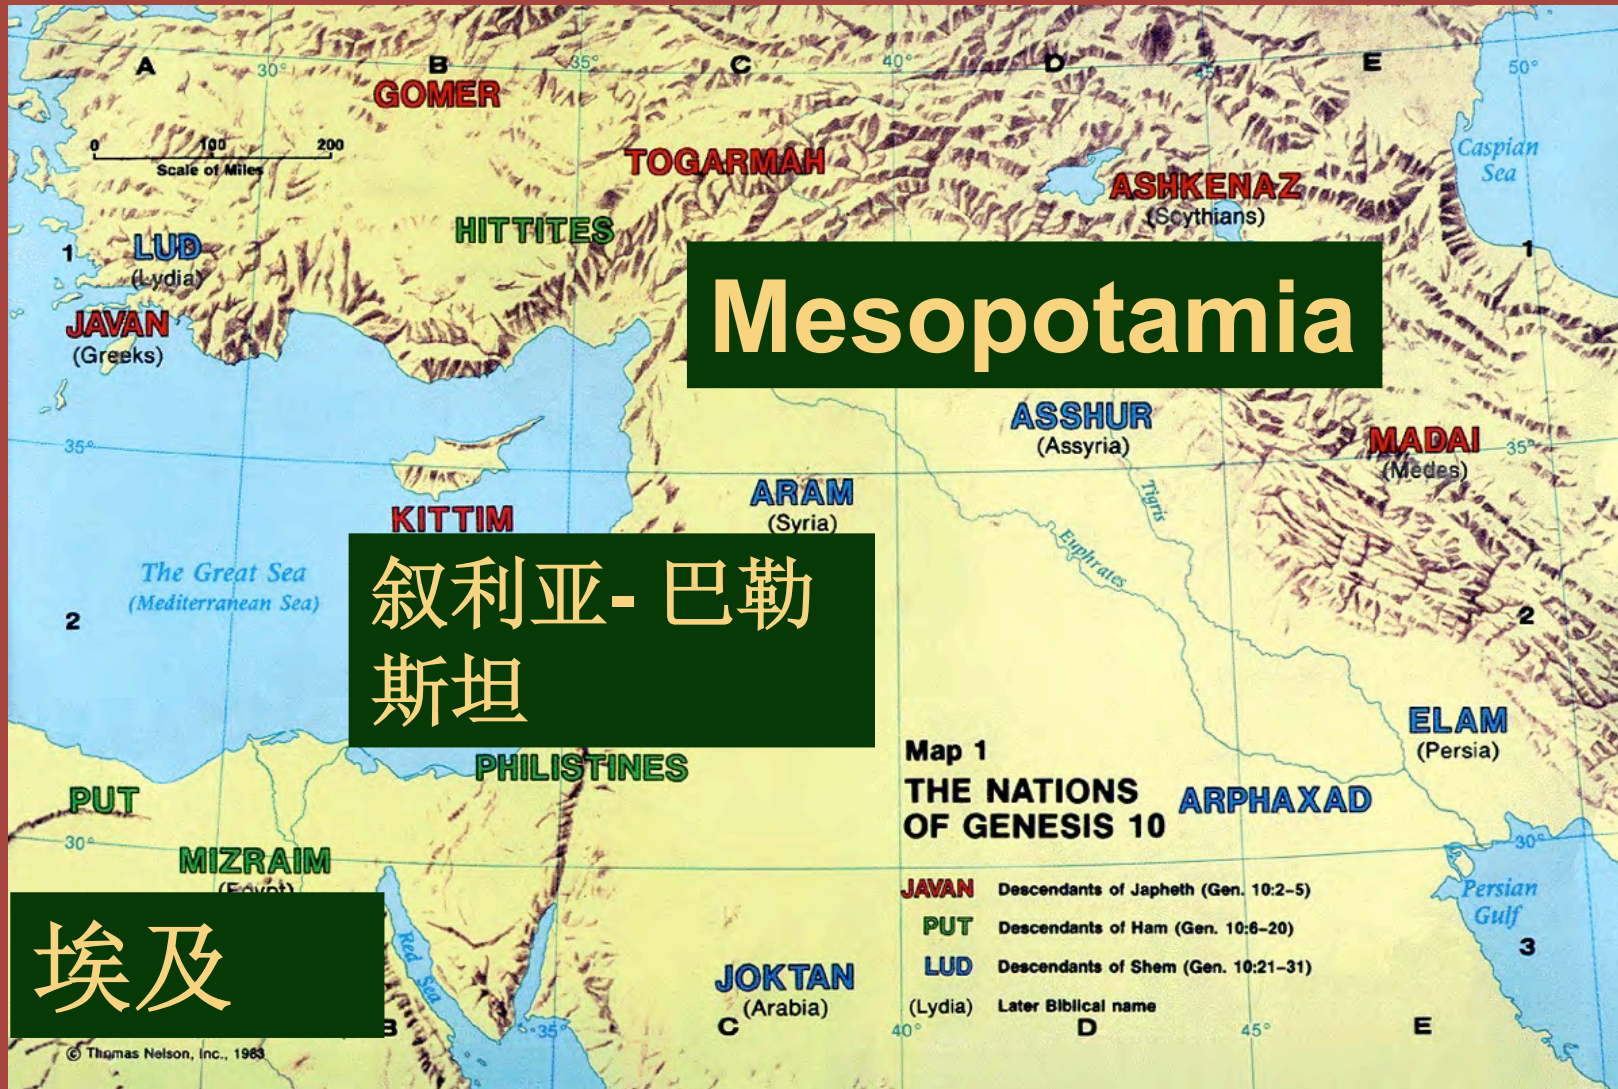 A B C D E
30° 35° 40° 45° 50°
GOMER
0 100 200
Scale of Miles
TOGARMAH
Caspian
Sea
ASHKENAZ
(Scythians)
HITTITES
1 LUD 1
(Lydia)
Mesopotamia
JAVAN
(Greeks)
ASSHUR
(Assyria)
MADAI
(Medes)
35° 35°
ARAM
(Syria)
Tigris
KITTIM
Euphrates
叙利亚- 巴勒
斯坦
The Great Sea
(Mediterranean Sea)
2 2
ELAM
(Persia)
PHILISTINES
Map 1
THE NATIONS
OF GENESIS 10
ARPHAXAD
PUT
30° 30°
MIZRAIM
(Egypt)
JAVAN Descendants of Japheth (Gen. 10:2–5)
PUT Descendants of Ham (Gen. 10:6–20)
LUD Descendants of Shem (Gen. 10:21–31)
(Lydia) Later Biblical name
Persian
Gulf
3
埃及
Red Sea
JOKTAN
(Arabia)
B C D E
35° 40° 45°
© Thomas Nelson, Inc., 1983